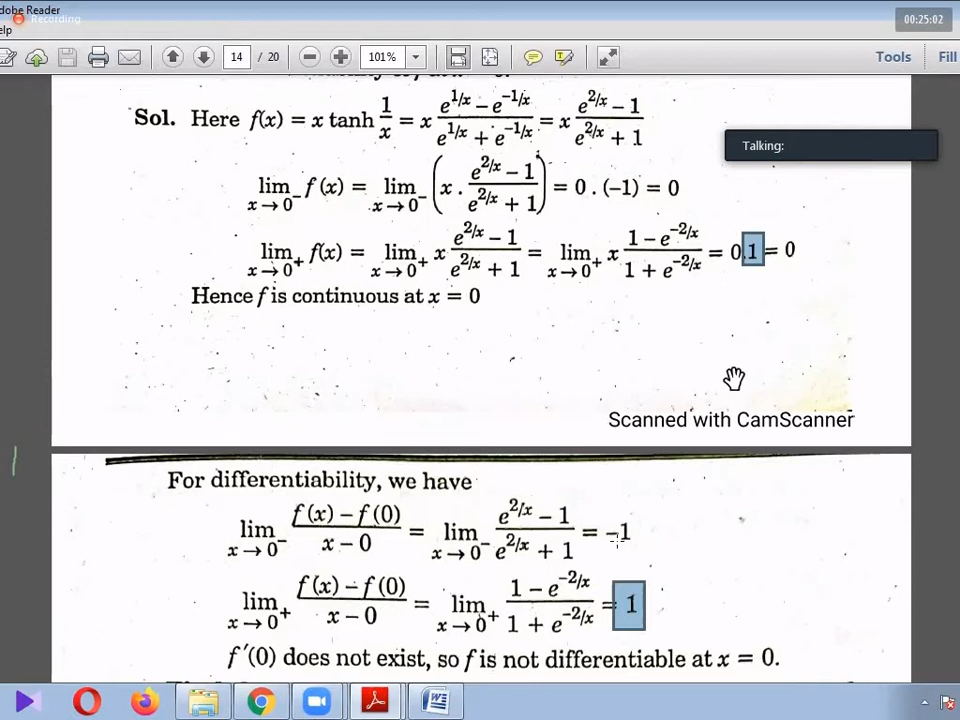 dobe Reader
Recording
elp
00:25:02
14 / 20
101%
Tools
Fill
Sol. Here f(x) = x tanh 1/x = x (e^{1/x} – e^{–1/x})/(e^{1/x} + e^{–1/x}) = x (e^{2/x} – 1)/(e^{2/x} + 1)
Talking:
lim_{x→0^–} f(x) = lim_{x→0^–} (x . (e^{2/x} – 1)/(e^{2/x} + 1)) = 0 . (–1) = 0
lim_{x→0^+} f(x) = lim_{x→0^+} x (e^{2/x} – 1)/(e^{2/x} + 1) = lim_{x→0^+} x (1 – e^{–2/x})/(1 + e^{–2/x}) = 0.1 = 0
Hence f is continuous at x = 0
Scanned with CamScanner
For differentiability, we have
lim_{x→0^–} (f(x) – f(0))/(x – 0) = lim_{x→0^–} (e^{2/x} – 1)/(e^{2/x} + 1) = –1
lim_{x→0^+} (f(x) – f(0))/(x – 0) = lim_{x→0^+} (1 – e^{–2/x})/(1 + e^{–2/x}) = 1
f'(0) does not exist, so f is not differentiable at x = 0.